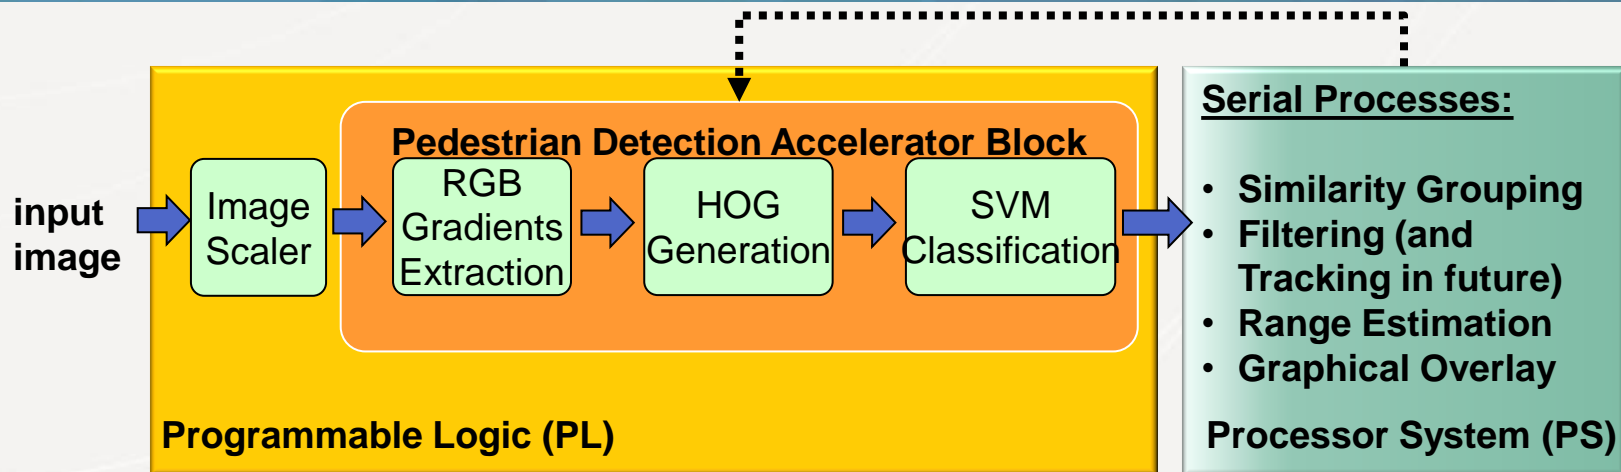 input
image
Image
Scaler
Pedestrian Detection Accelerator Block
RGB
Gradients
Extraction
HOG
Generation
SVM
Classification
Programmable Logic (PL)
Serial Processes:
• Similarity Grouping
• Filtering (and
Tracking in future)
• Range Estimation
• Graphical Overlay
Processor System (PS)